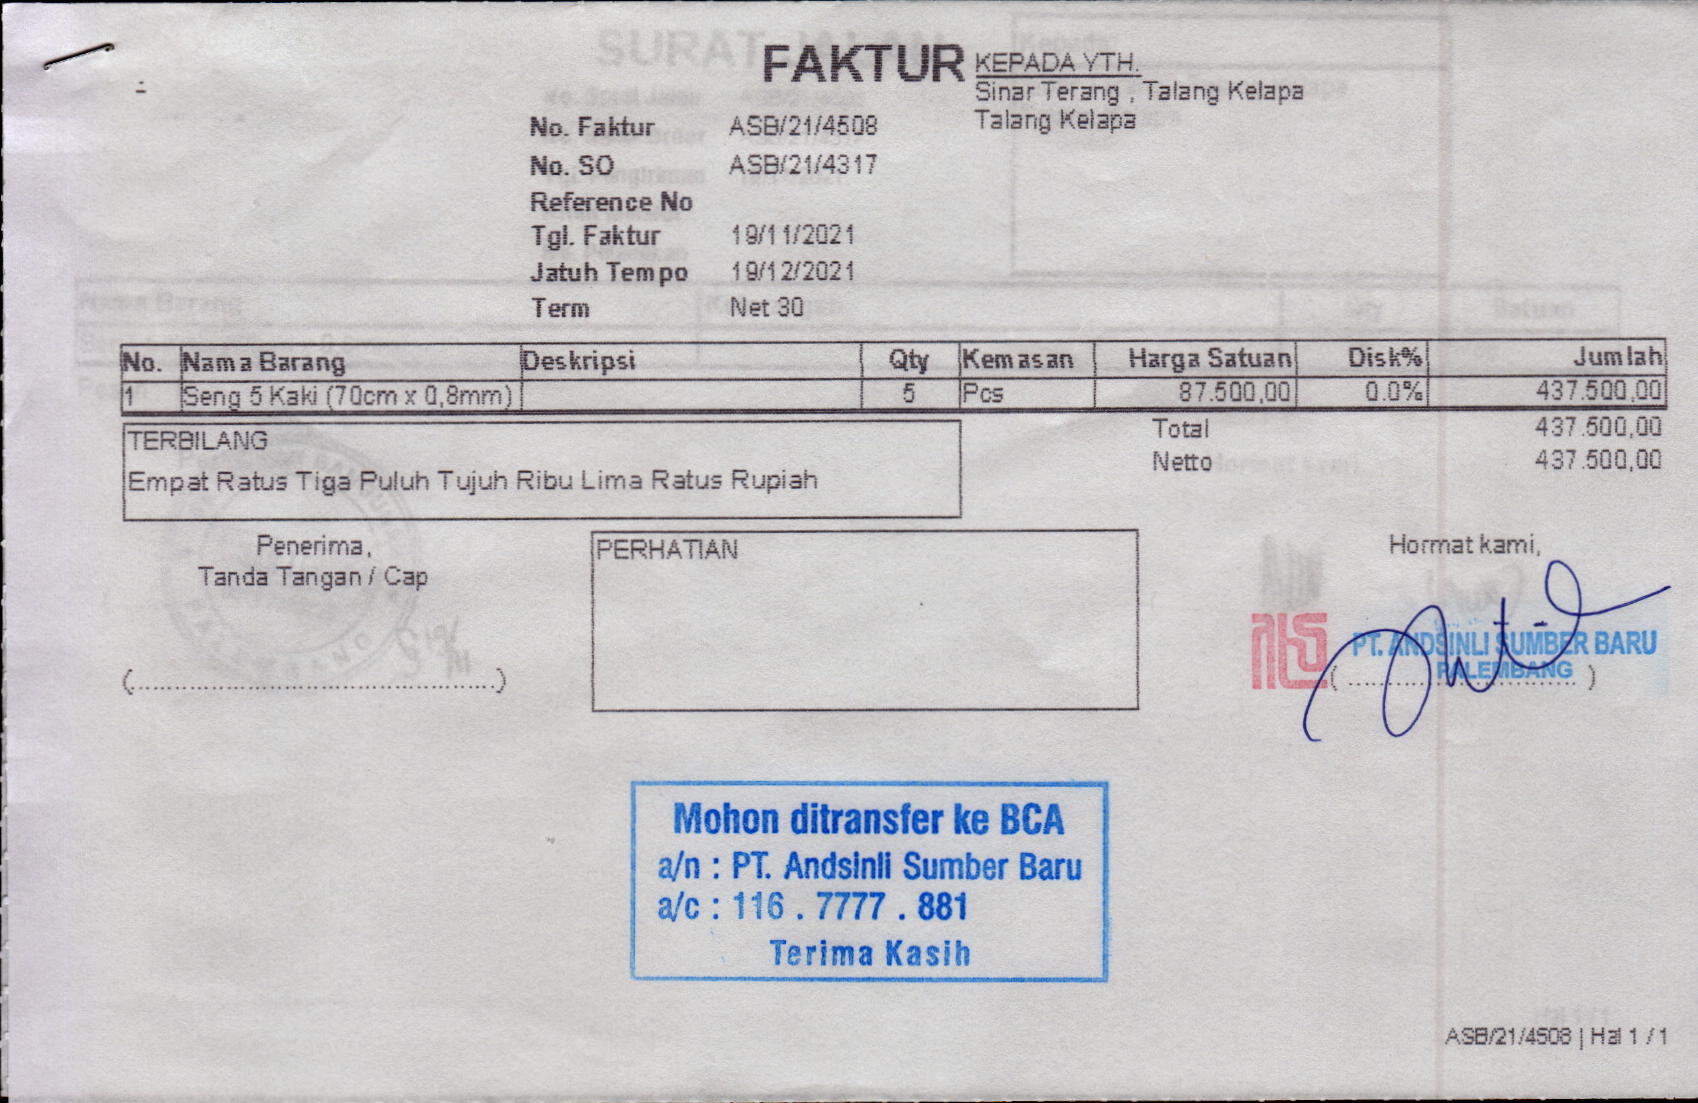 FAKTUR
KEPADA YTH.
Sinar Terang , Talang Kelapa
Talang Kelapa
No. Faktur ASB/21/4508
No. SO ASB/21/4317
Reference No
Tgl. Faktur 19/11/2021
Jatuh Tempo 19/12/2021
Term Net 30
No. Nama Barang Deskripsi Qty Kemasan Harga Satuan Disk% Jumlah
1 Seng 5 Kaki (70cm x 0,8mm) 5 Pcs 87.500,00 0.0% 437.500,00
TERBILANG
Empat Ratus Tiga Puluh Tujuh Ribu Lima Ratus Rupiah
Total 437.500,00
Netto 437.500,00
Penerima,
Tanda Tangan / Cap
(................................................)
PERHATIAN
Hormat kami,
PT. ANDSINLI SUMBER BARU
PALEMBANG
(..............................)
Mohon ditransfer ke BCA
a/n : PT. Andsinli Sumber Baru
a/c : 116 . 7777 . 881
Terima Kasih
ASB/21/4508 | Hal 1 / 1